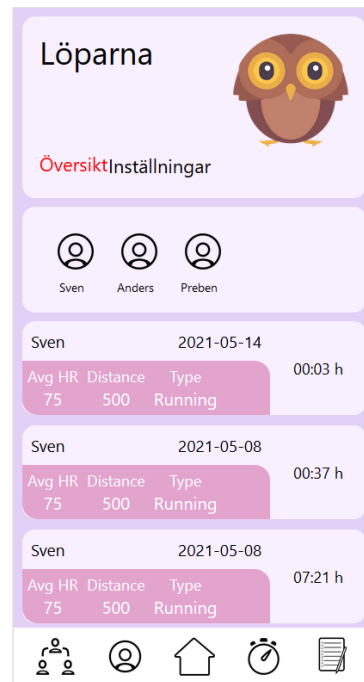 Löparna
Översikt Inställningar
Sven Anders Preben
Sven 2021-05-14
00:03 h
Avg HR Distance Type
75 500 Running
Sven 2021-05-08
00:37 h
Avg HR Distance Type
75 500 Running
Sven 2021-05-08
07:21 h
Avg HR Distance Type
75 500 Running